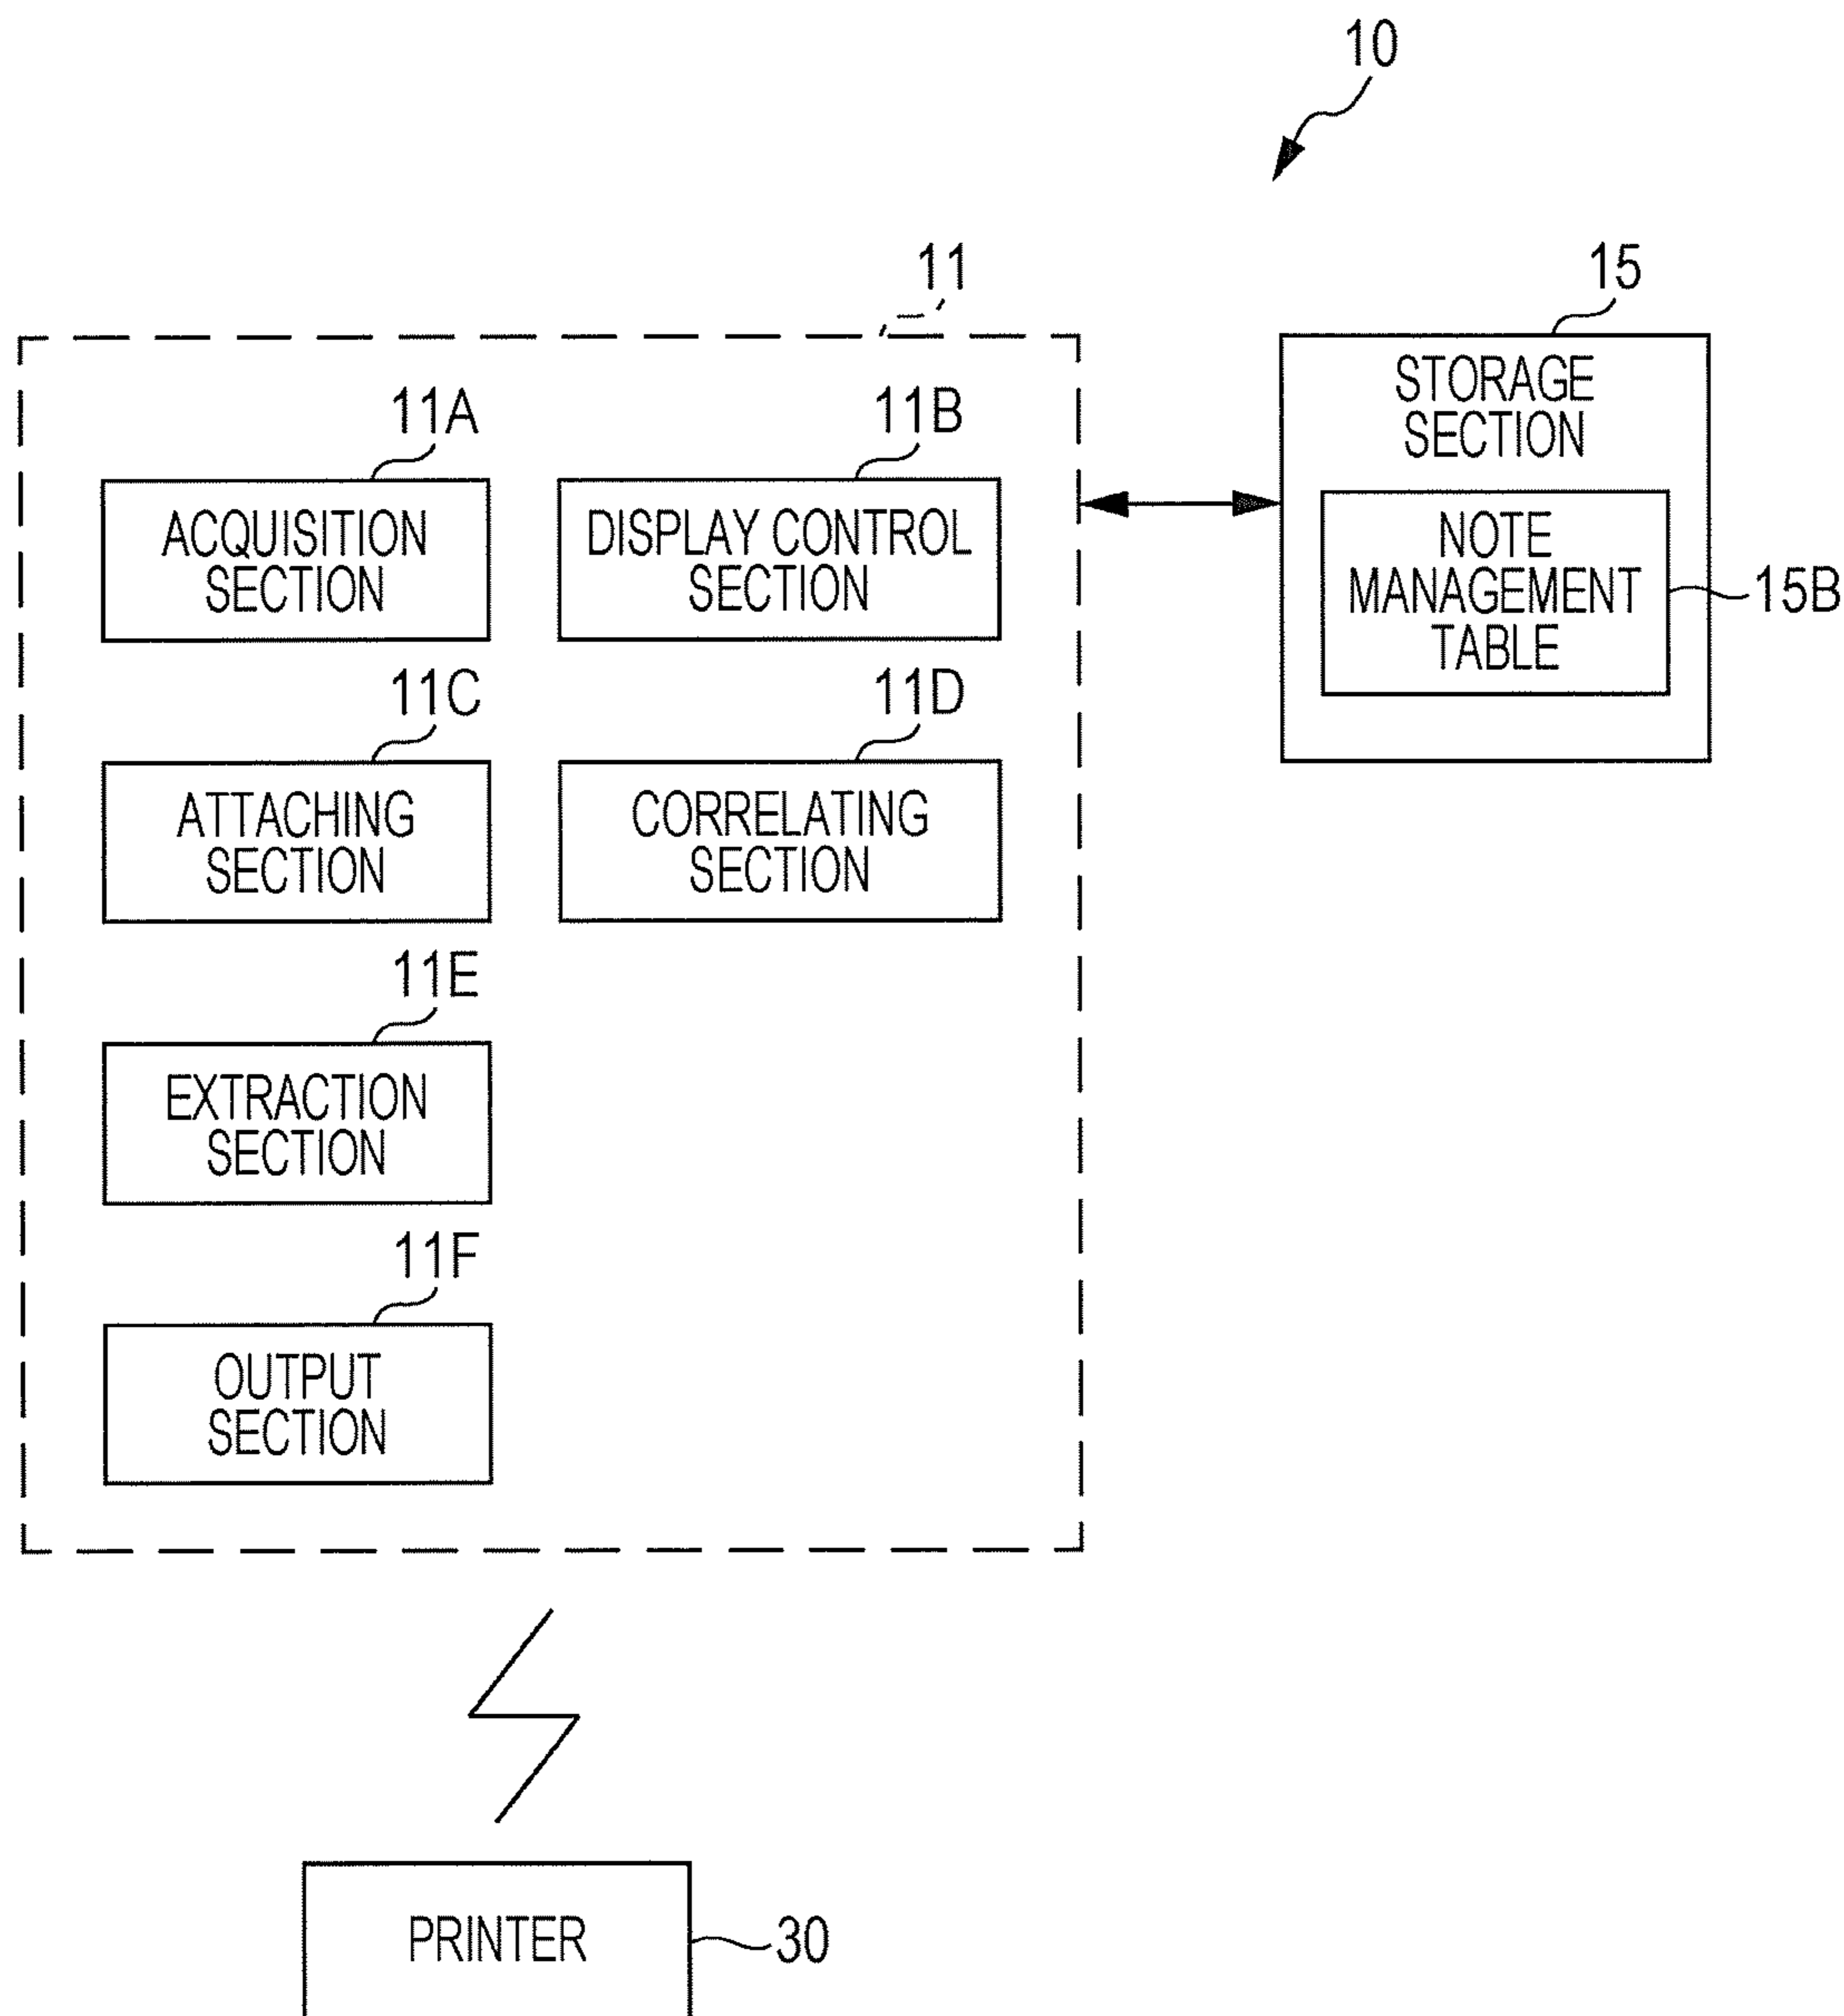 10
11
15
STORAGE
SECTION
11A
11B
ACQUISITION
SECTION
DISPLAY CONTROL
SECTION
NOTE
MANAGEMENT
TABLE
15B
11C
11D
ATTACHING
SECTION
CORRELATING
SECTION
11E
EXTRACTION
SECTION
11F
OUTPUT
SECTION
PRINTER
30